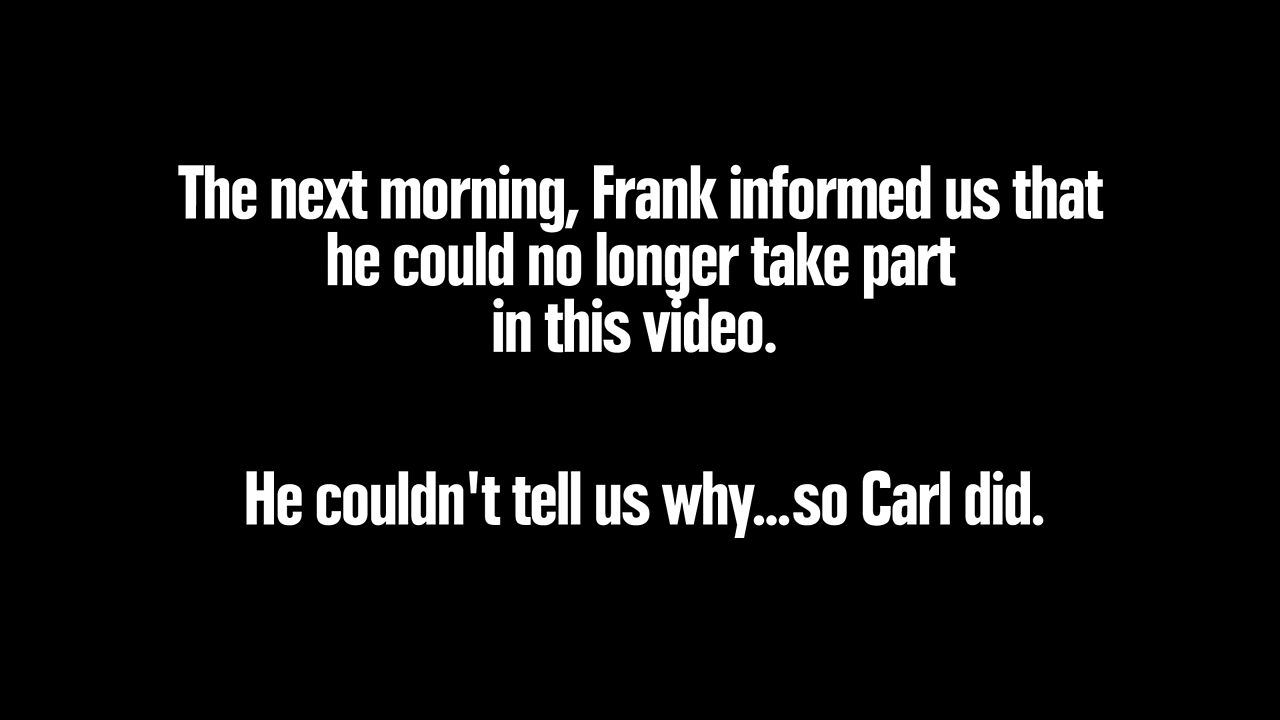 The next morning, Frank informed us that
he could no longer take part
in this video.
He couldn't tell us why...so Carl did.